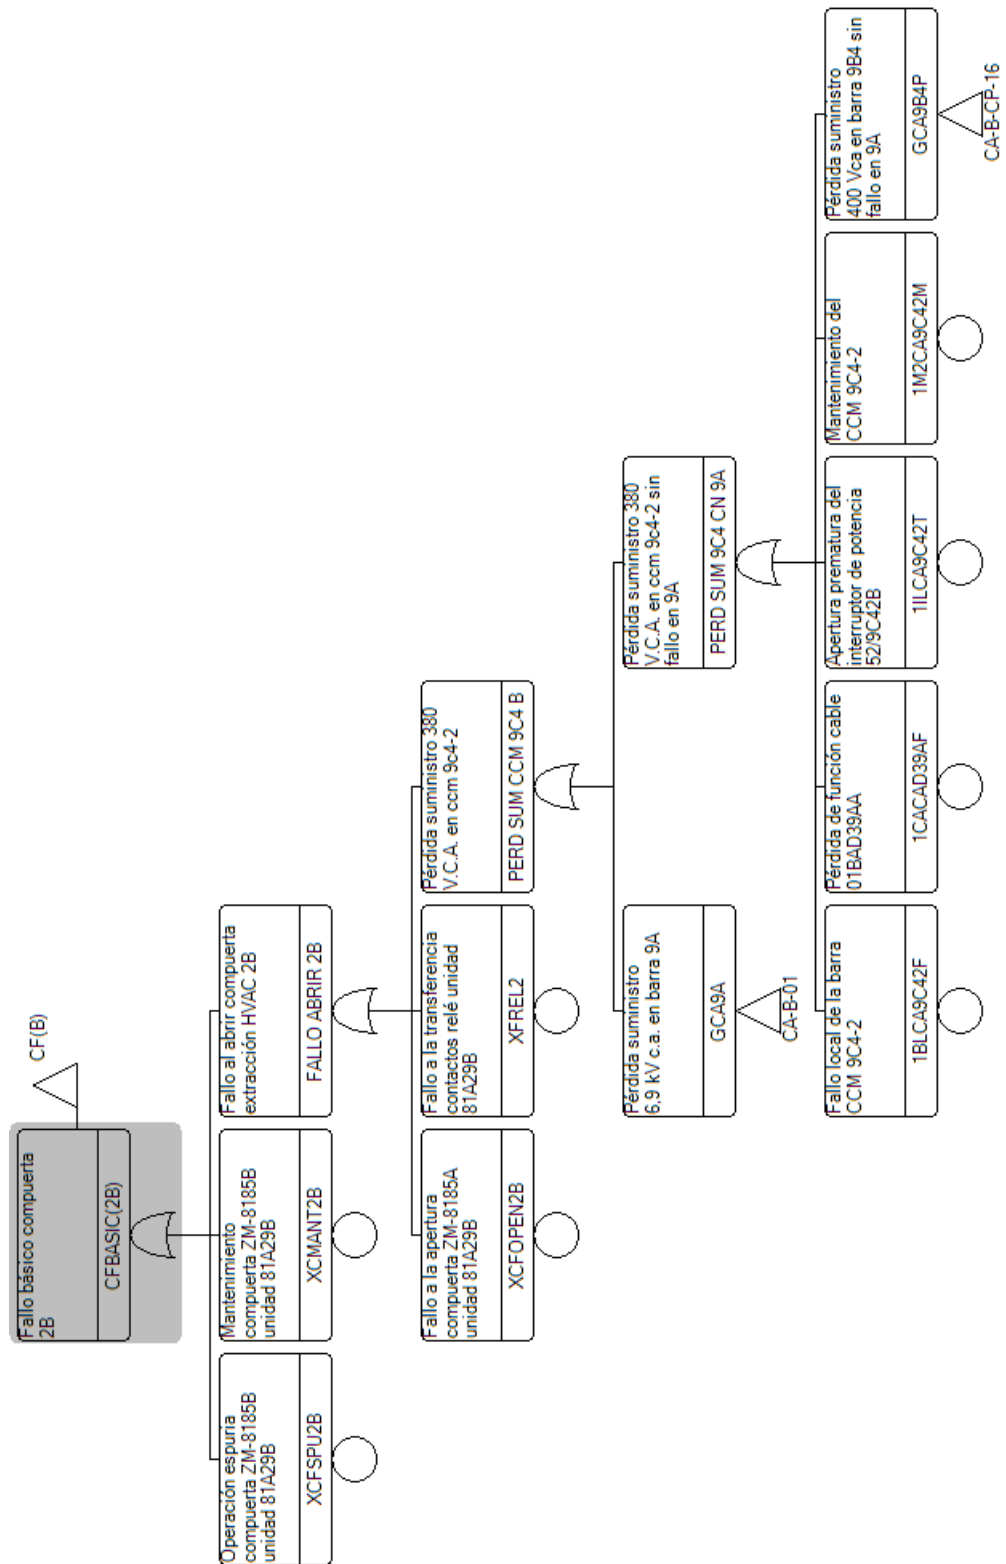 Fallo básico compuerta
2B
CFBASIC(2B)
CF(B)
Operación espuria
compuerta ZM-8185B
unidad 81A29B
XCFSPU2B
Mantenimiento
compuerta ZM-8185B
unidad 81A29B
XCMANT2B
Fallo al abrir compuerta
extracción HVAC 2B
FALLO ABRIR 2B
Fallo a la apertura
compuerta ZM-8185A
unidad 81A29B
XCFOPEN2B
Fallo a la transferencia
contactos relé unidad
81A29B
XFREL2
Pérdida suministro 380
V.C.A. en ccm 9c4-2
PERD SUM CCM 9C4 B
Pérdida suministro
6,9 kV c.a. en barra 9A
GCA9A
CA-B-01
Pérdida suministro 380
V.C.A. en ccm 9c4-2 sin
fallo en 9A
PERD SUM 9C4 CN 9A
Fallo local de la barra
CCM 9C4-2
1BLCA9C42F
Pérdida de función cable
01BAD39AA
1CACAD39AF
Apertura prematura del
interruptor de potencia
52/9C42B
1ILCA9C42T
Mantenimiento del
CCM 9C4-2
1M2CA9C42M
Pérdida suministro
400 Vca en barra 9B4 sin
fallo en 9A
GCA9B4P
CA-B-CP-16